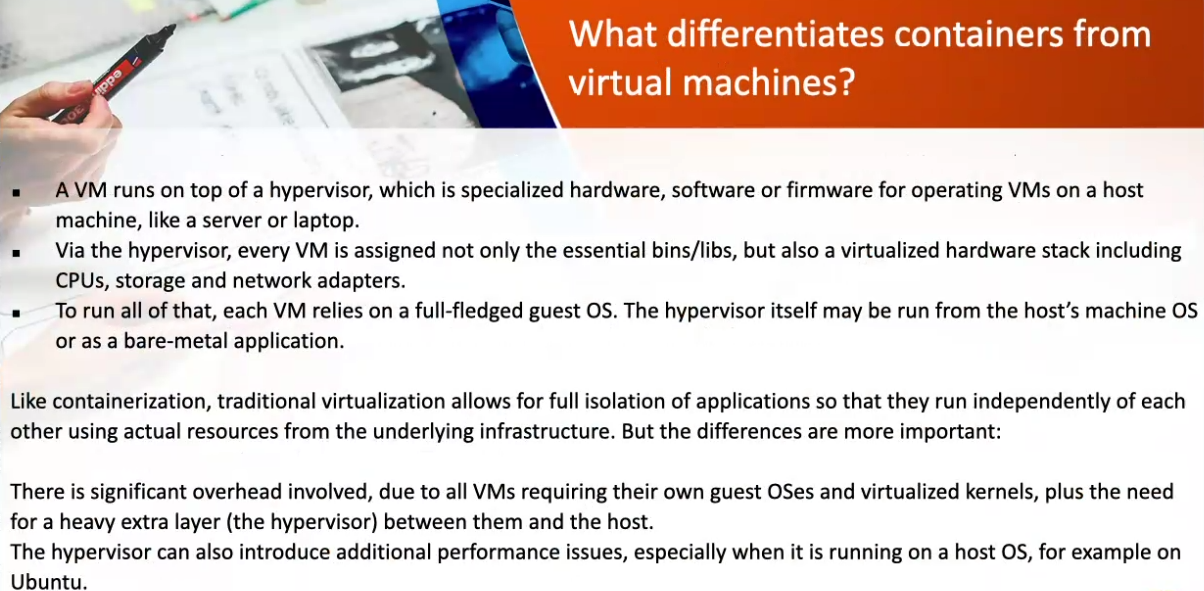 What differentiates containers from
virtual machines?
▪ A VM runs on top of a hypervisor, which is specialized hardware, software or firmware for operating VMs on a host
machine, like a server or laptop.
▪ Via the hypervisor, every VM is assigned not only the essential bins/libs, but also a virtualized hardware stack including
CPUs, storage and network adapters.
▪ To run all of that, each VM relies on a full-fledged guest OS. The hypervisor itself may be run from the host’s machine OS
or as a bare-metal application.
Like containerization, traditional virtualization allows for full isolation of applications so that they run independently of each
other using actual resources from the underlying infrastructure. But the differences are more important:
There is significant overhead involved, due to all VMs requiring their own guest OSes and virtualized kernels, plus the need
for a heavy extra layer (the hypervisor) between them and the host.
The hypervisor can also introduce additional performance issues, especially when it is running on a host OS, for example on
Ubuntu.